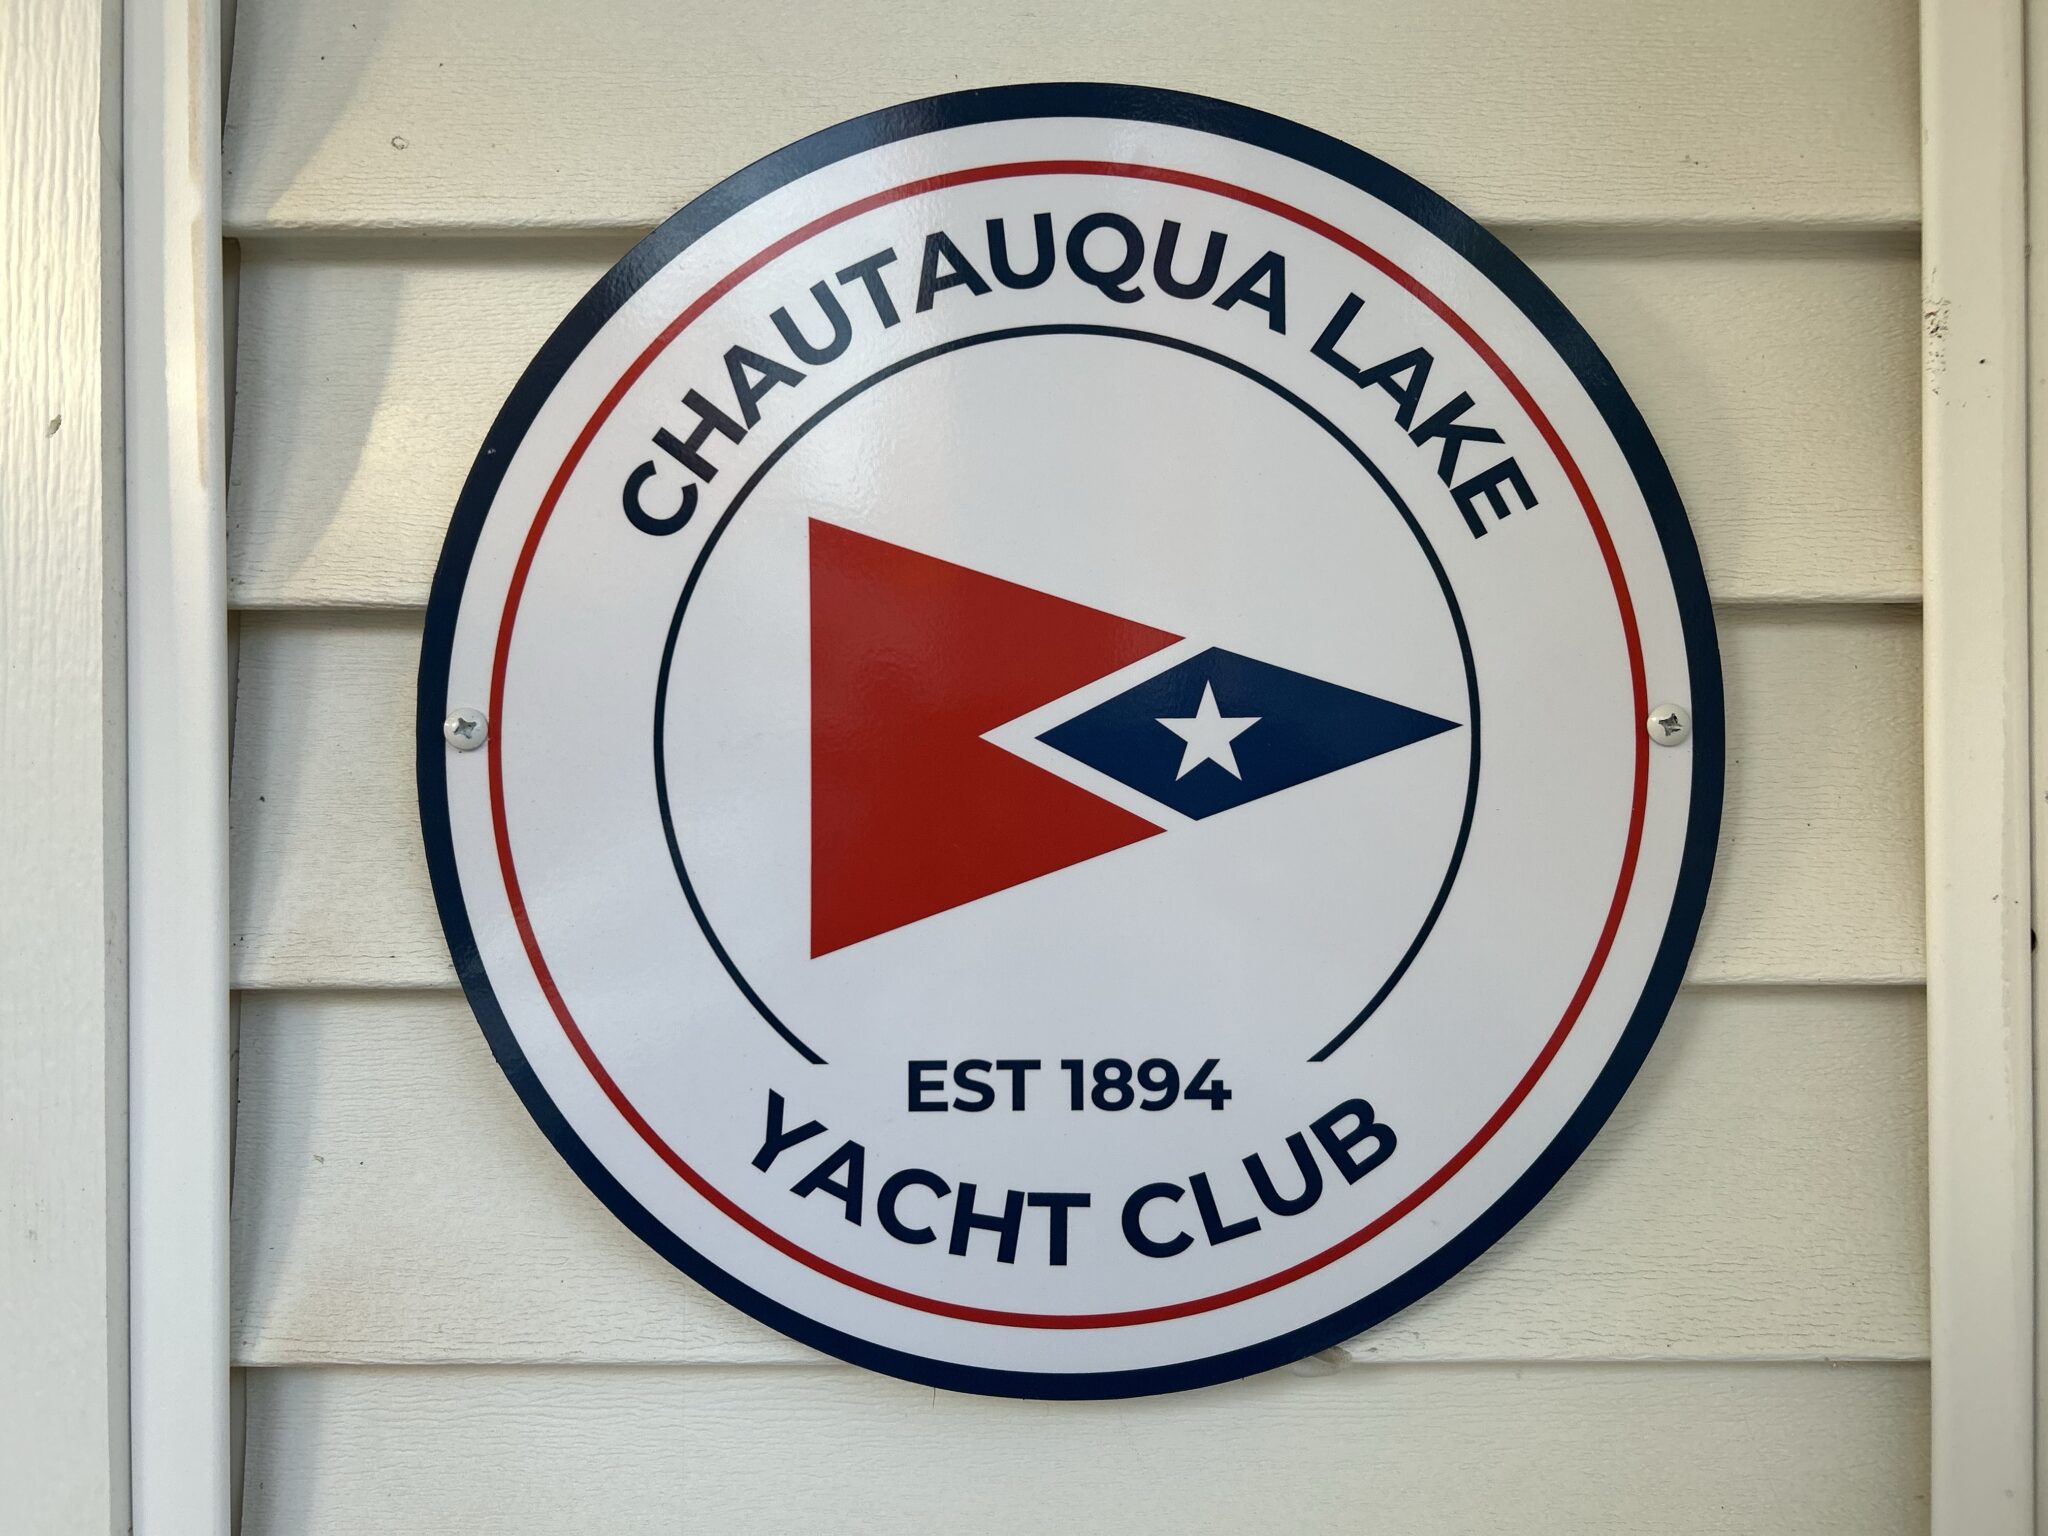 CHAUTAUQUA LAKE
EST 1894
YACHT CLUB